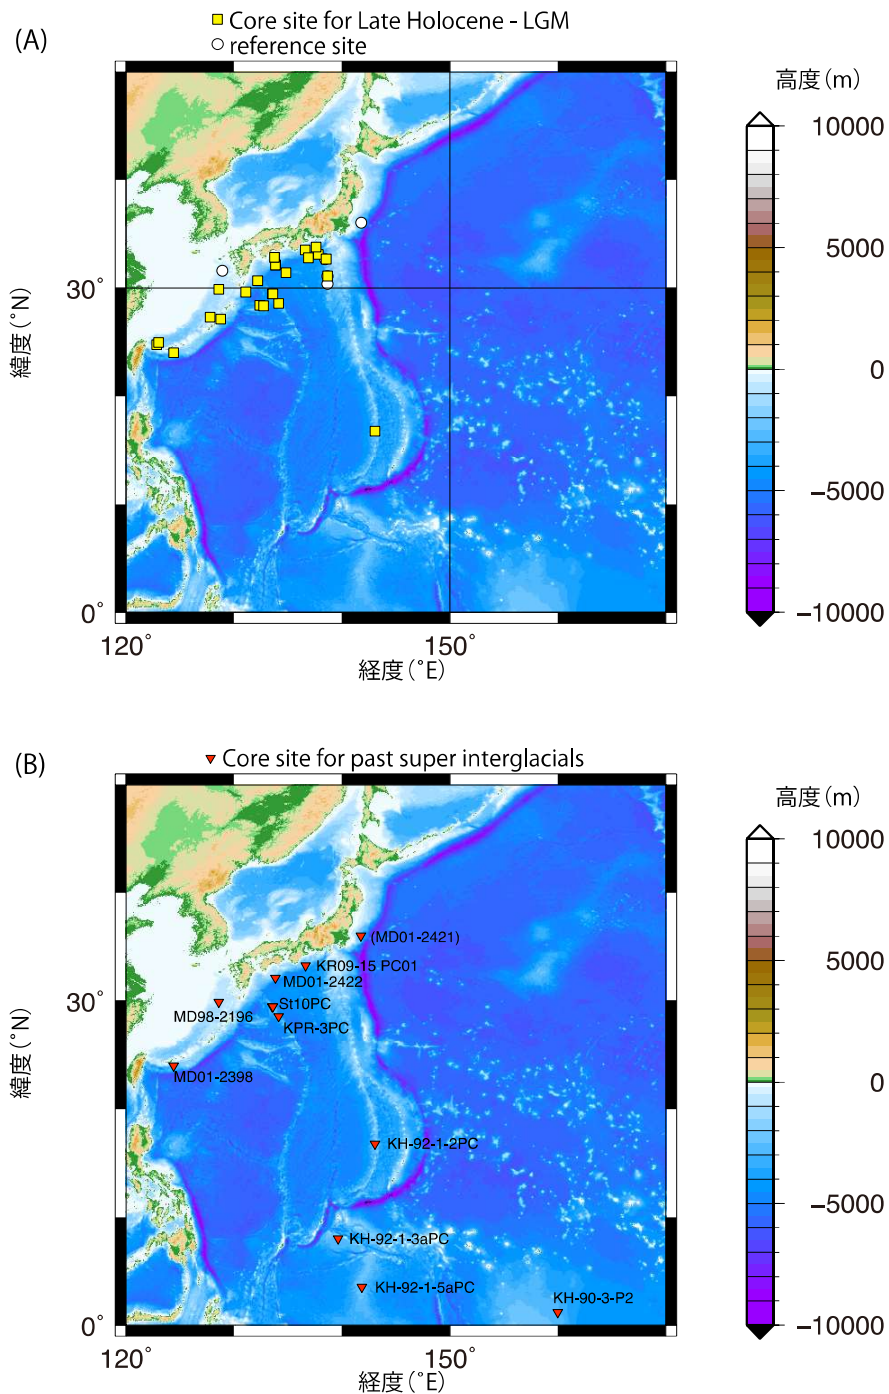 (A)
Core site for Late Holocene - LGM
reference site
高度(m)
10000
5000
0
−5000
−10000
30°
0°
緯度(°N)
120°
150°
経度(°E)
(B)
Core site for past super interglacials
高度(m)
10000
5000
0
−5000
−10000
(MD01-2421)
KR09-15 PC01
MD01-2422
St10PC
MD98-2196
KPR-3PC
MD01-2398
KH-92-1-2PC
KH-92-1-3aPC
KH-92-1-5aPC
KH-90-3-P2
30°
0°
緯度(°N)
120°
150°
経度(°E)